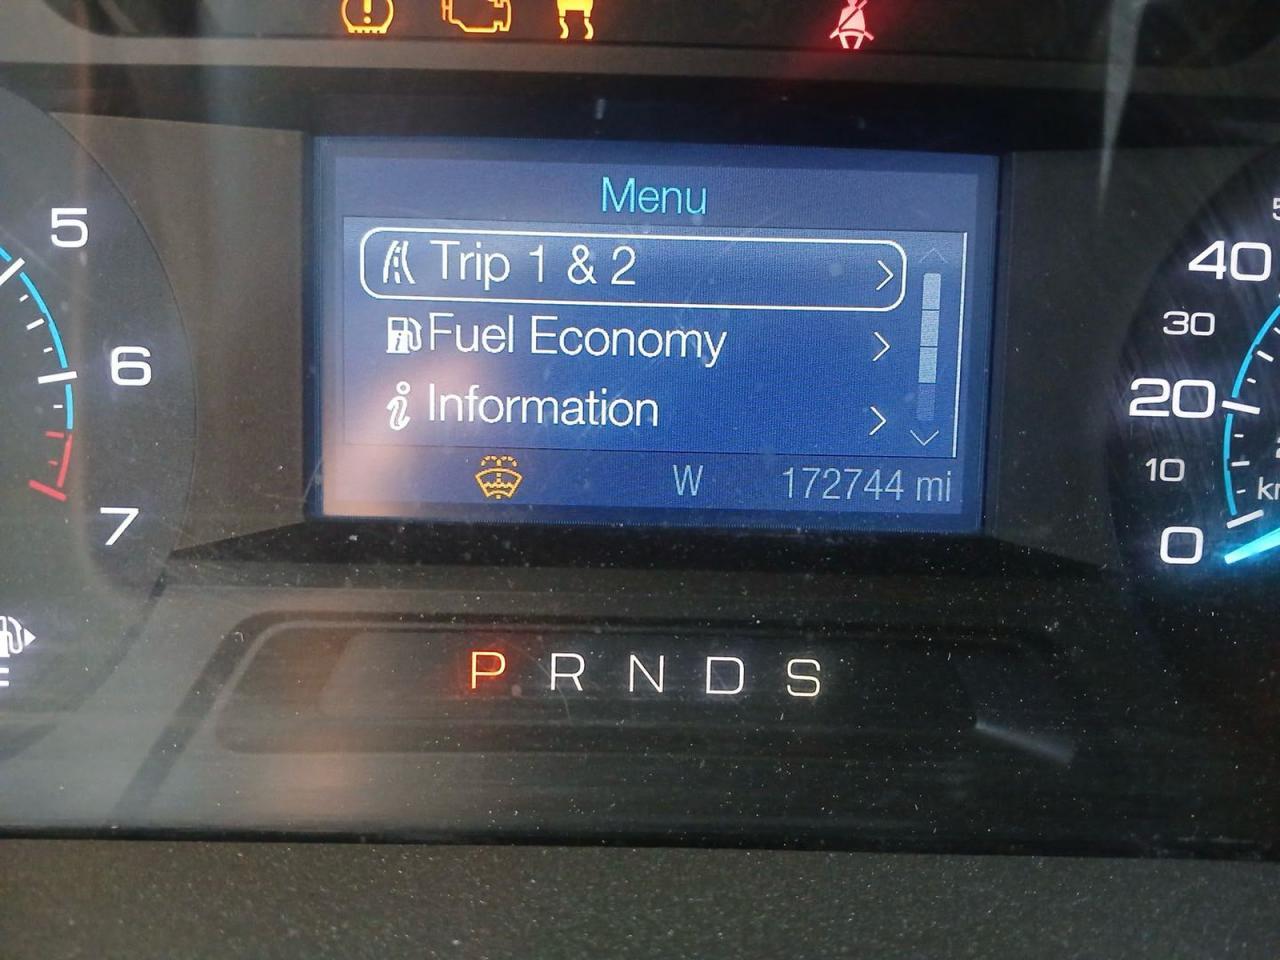 Menu
5
Trip 1 & 2
40
Fuel Economy
30
6
20
Information
10
W 172744 mi
7
0
P R N D S